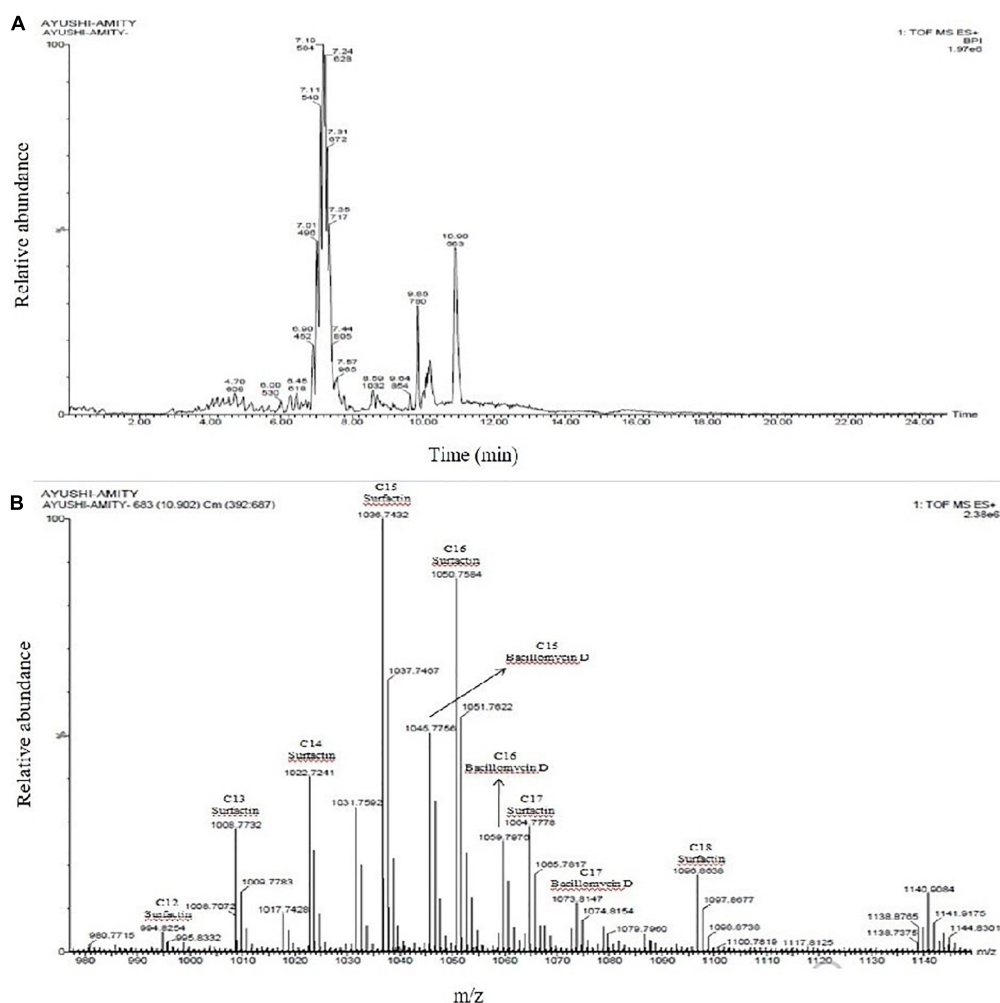 A
AYUSHI-AMITY
AYUSHI-AMITY-
1: TOF MS ES+
BPI
1.97e6
100
7.24
628
7.11
540
7.31
672
7.35
717
7.01
496
10.90
683
9.85
780
6.90
452
7.44
805
7.57
965
4.70
609
6.00
530
6.45
618
8.59
1032
9.64
854
0
Relative abundance
2.00 4.00 6.00 8.00 10.00 12.00 14.00 16.00 18.00 20.00 22.00 24.00
Time
Time (min)
B
AYUSHI-AMITY
AYUSHI-AMITY- 683 (10.902) Cm (392:687)
1: TOF MS ES+
2.38e6
100
C15
Surfactin
1036.7432
C16
Surfactin
1050.7584
C15
Bacillomycin D
1037.7467
1051.7622
1045.7756
C14
Surfactin
1022.7241
C16
Bacillomycin D
1031.7592
C13
Surfactin
1008.7732
C17
Surfactin
1064.7778
1059.7970
C18
Surfactin
1096.8638
1065.7817
1009.7783
C17
Bacillomycin D
1073.8147
C12
Surfactin
994.8254
1008.7072
1017.7428
1074.8154
1097.8677
1140.9084
1138.8765
1141.9175
980.7715
995.8332
1079.7960
1098.8738
1138.7375
1144.8301
1100.7819
1117.8125
0
Relative abundance
980 990 1000 1010 1020 1030 1040 1050 1060 1070 1080 1090 1100 1110 1120 1130 1140
m/z
m/z